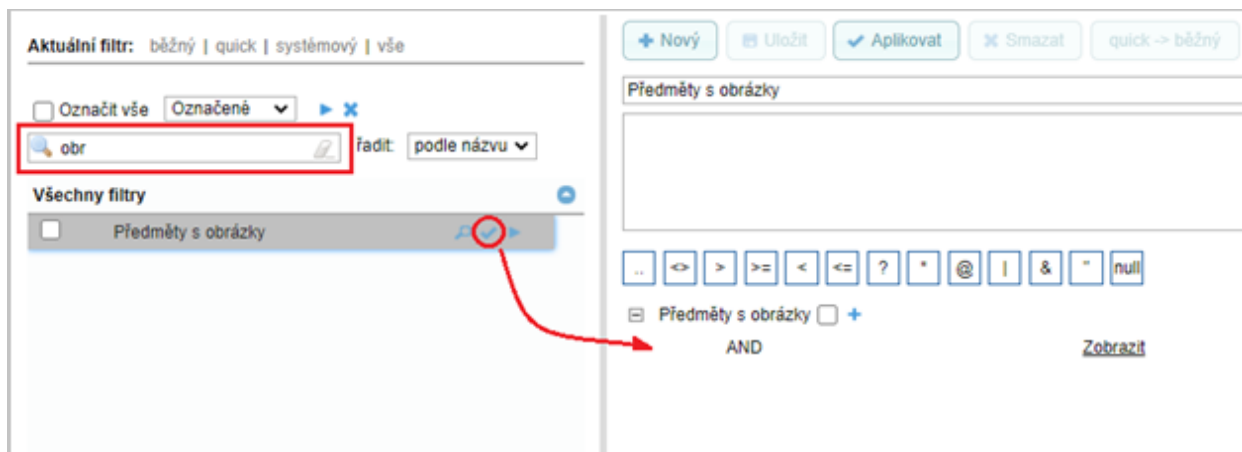 Aktuální filtr: běžný | quick | systémový | vše
Označit vše Označené
obr
řadit: podle názvu
Všechny filtry
Předměty s obrázky
Nový Uložit Aplikovat Smazat quick -> běžný
Předměty s obrázky
.. <> > >= < <= ? * @ | & " null
Předměty s obrázky
AND Zobrazit